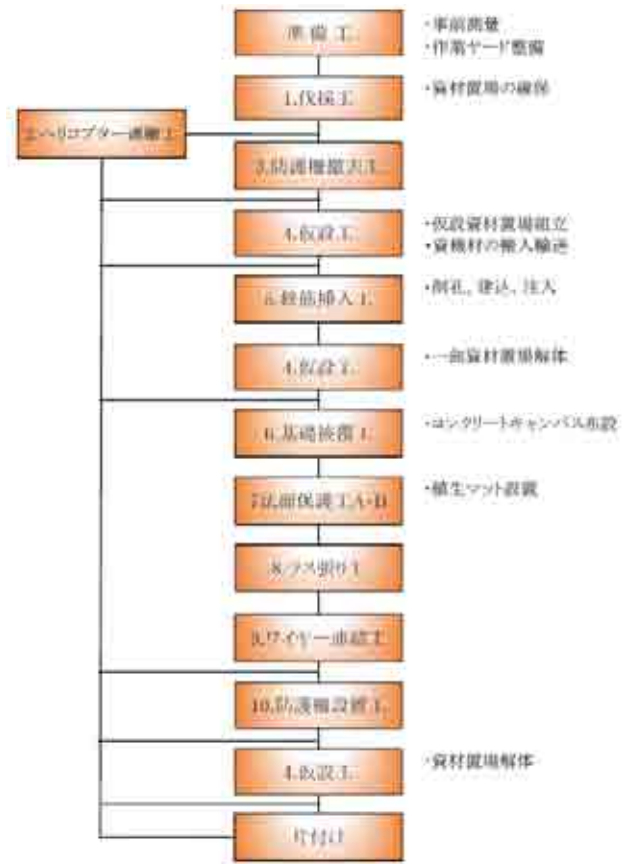 準備工
・事前測量
・作業ヤード整備
1.伐採工
・資材置場の確保
2.ヘリコプター運搬工
3.防護柵撤去工
4.仮設工
・仮設資材置場組立
・資機材の搬入輸送
5.鉄筋挿入工
・削孔、建込、注入
4.仮設工
・一部資材置場解体
6.基礎被覆工
・コンクリートキャンバス布設
7.法面保護工A・B
・植生マット設置
8.ラス張り工
9.ワイヤー連結工
10.防護柵設置工
4.仮設工
・資材置場解体
片付け